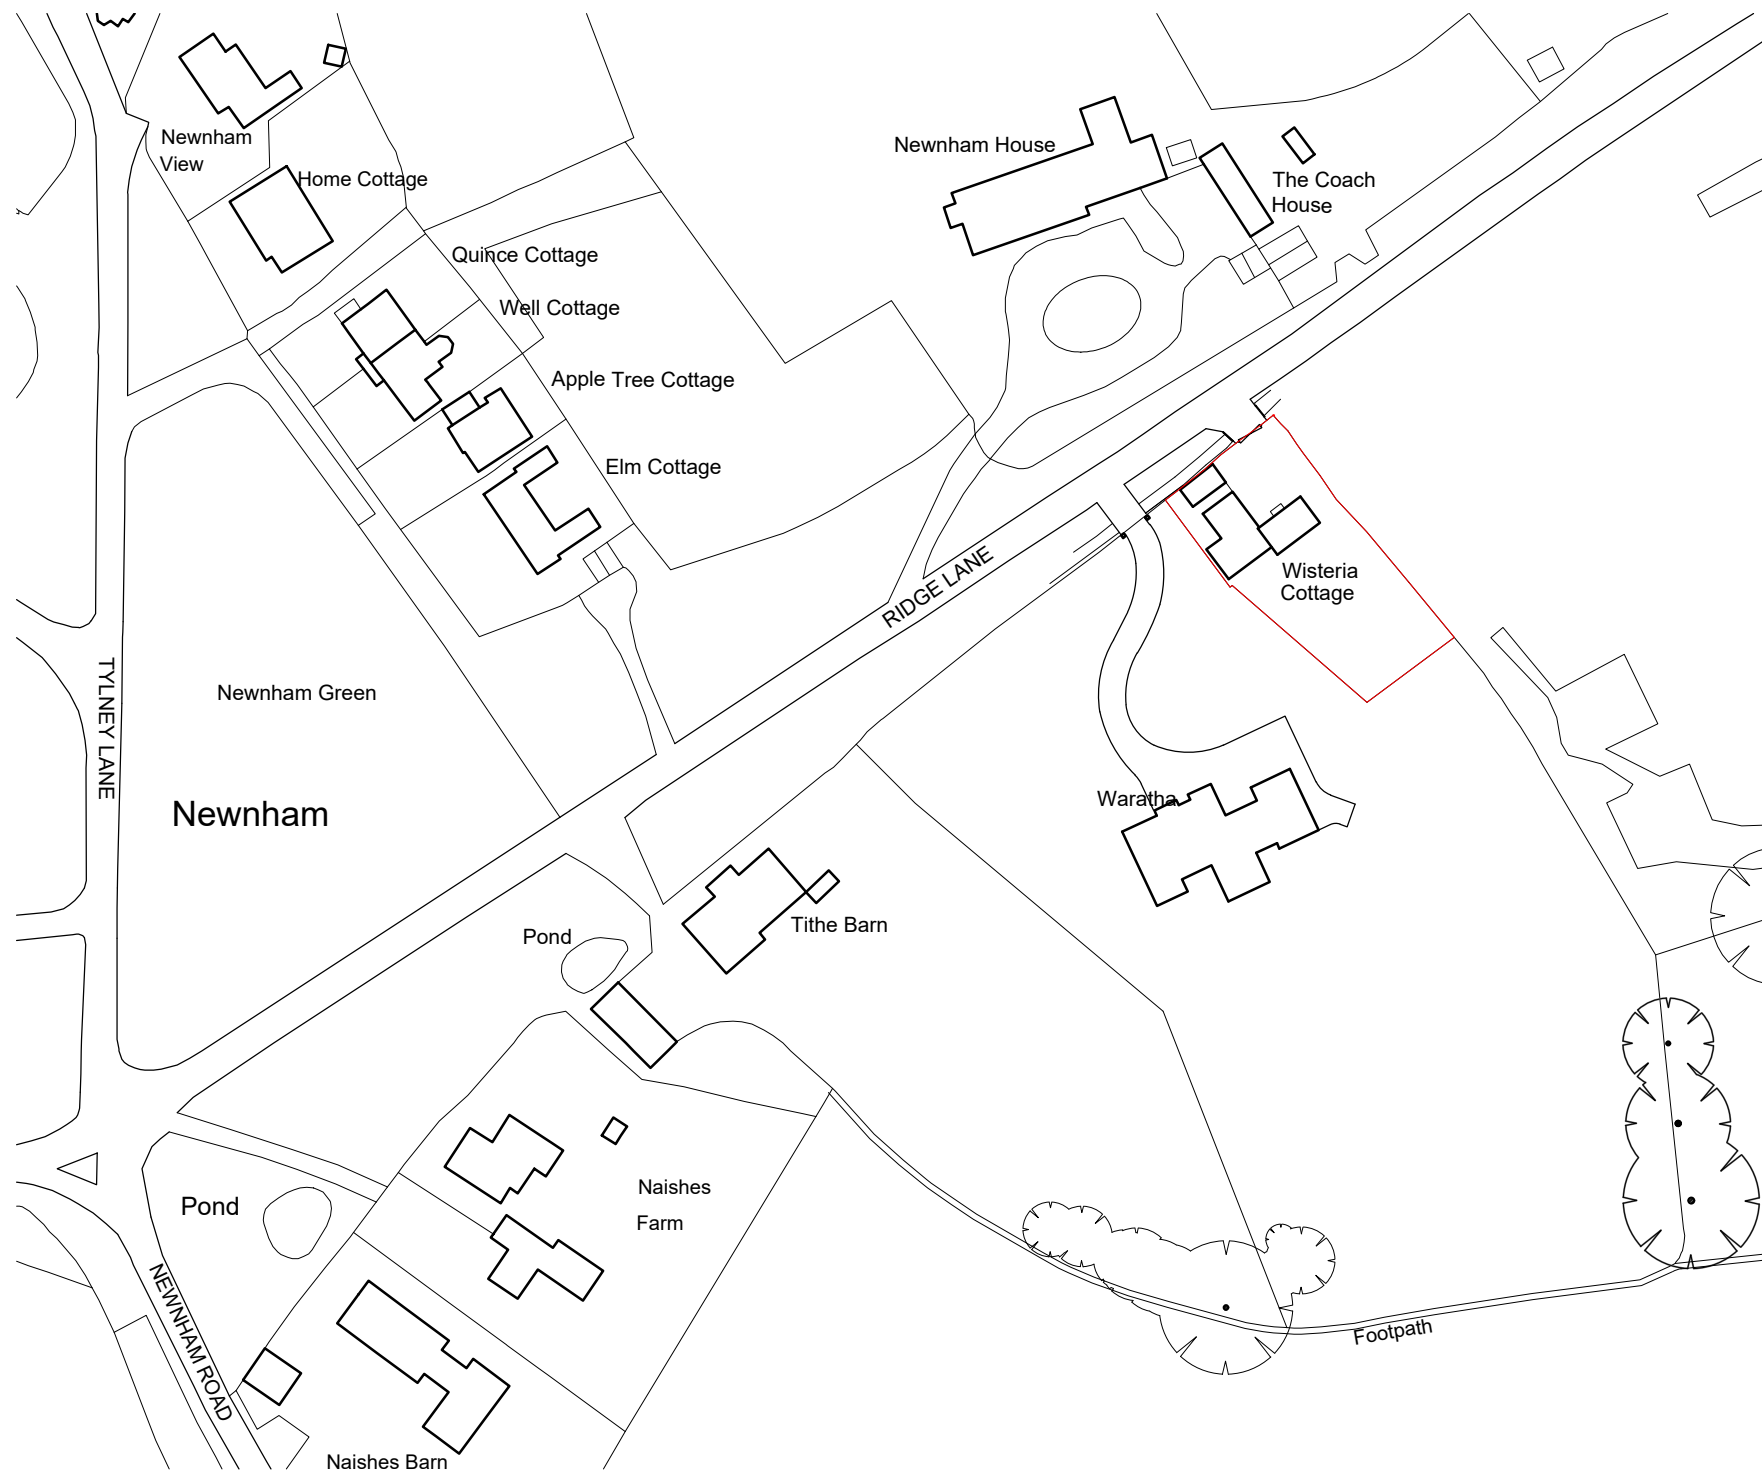 Newnham
View
Home Cottage
Newnham House
The Coach
House
Quince Cottage
Well Cottage
Apple Tree Cottage
Elm Cottage
RIDGE LANE
Wisteria
Cottage
TYLNEY LANE
Newnham Green
Newnham
Waratha
Tithe Barn
Pond
Pond
Naishes
Farm
NEWNHAM ROAD
Footpath
Naishes Barn